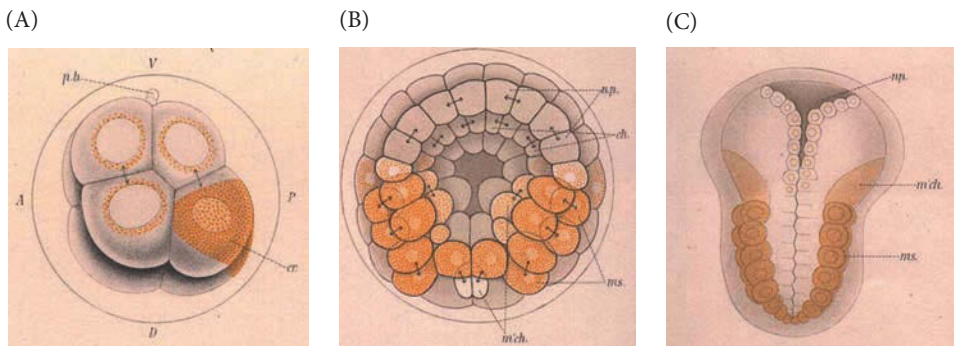 (A)
(B)
(C)
V
p.b.
A
P
cr.
D
n.p.
ch.
ms.
m'ch.
np.
m'ch.
ms.